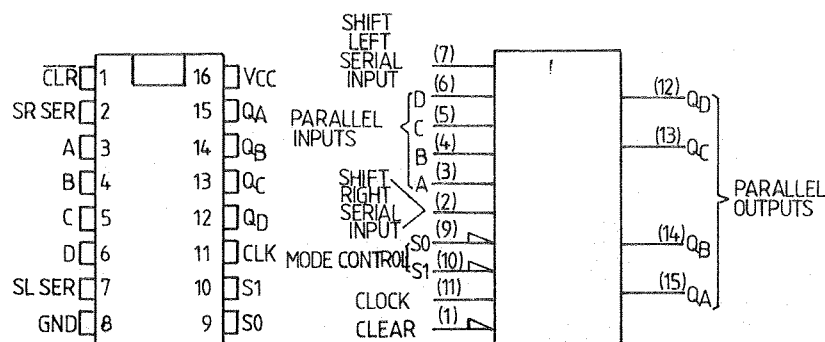 CLR 1 16 VCC
SR SER 2 15 QA
A 3 14 QB
B 4 13 QC
C 5 12 QD
D 6 11 CLK
SL SER 7 10 S1
GND 8 9 S0
SHIFT
LEFT
SERIAL
INPUT
(7)
PARALLEL
INPUTS
D (6)
C (5)
B (4)
A (3)
SHIFT
RIGHT
SERIAL
INPUT
(2)
MODE CONTROL
S0 (9)
S1 (10)
CLOCK (11)
CLEAR (1)
(12) QD
(13) QC
(14) QB
(15) QA
PARALLEL
OUTPUTS